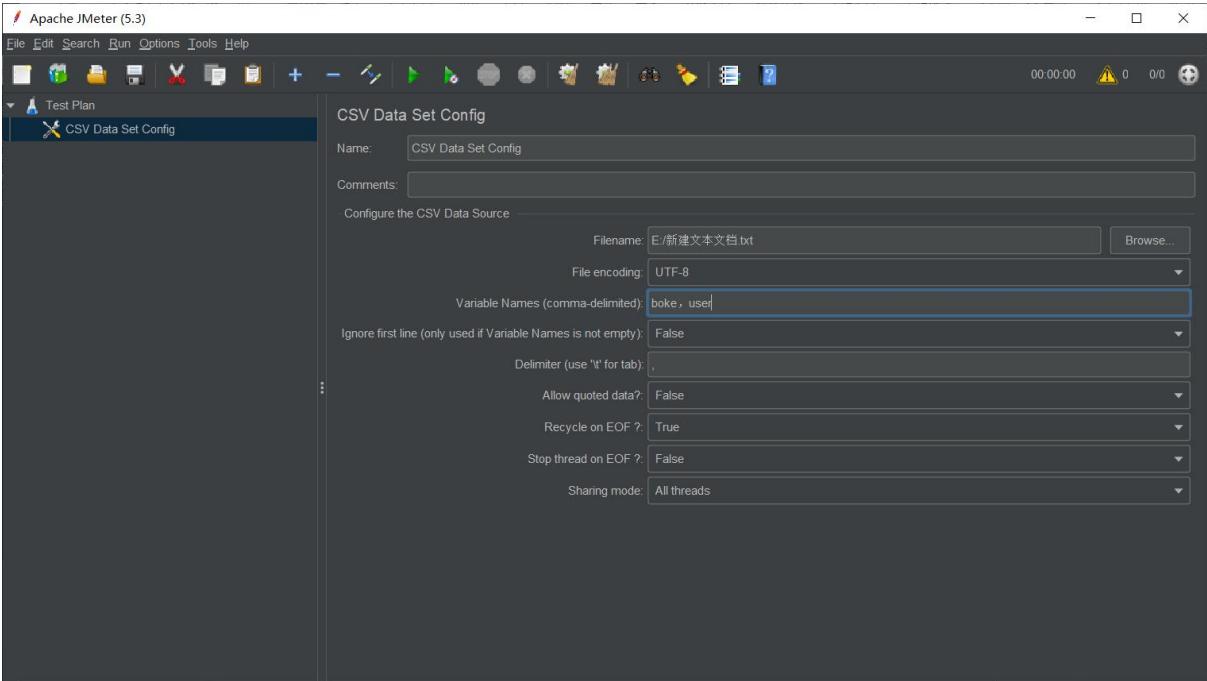 Apache JMeter (5.3)
File Edit Search Run Options Tools Help
00:00:00 0 0/0
Test Plan
CSV Data Set Config
CSV Data Set Config
Name: CSV Data Set Config
Comments:
Configure the CSV Data Source
Filename: E:/新建文本文档.txt Browse...
File encoding: UTF-8
Variable Names (comma-delimited): boke，user
Ignore first line (only used if Variable Names is not empty): False
Delimiter (use '\t' for tab): ,
Allow quoted data?: False
Recycle on EOF ?: True
Stop thread on EOF ?: False
Sharing mode: All threads